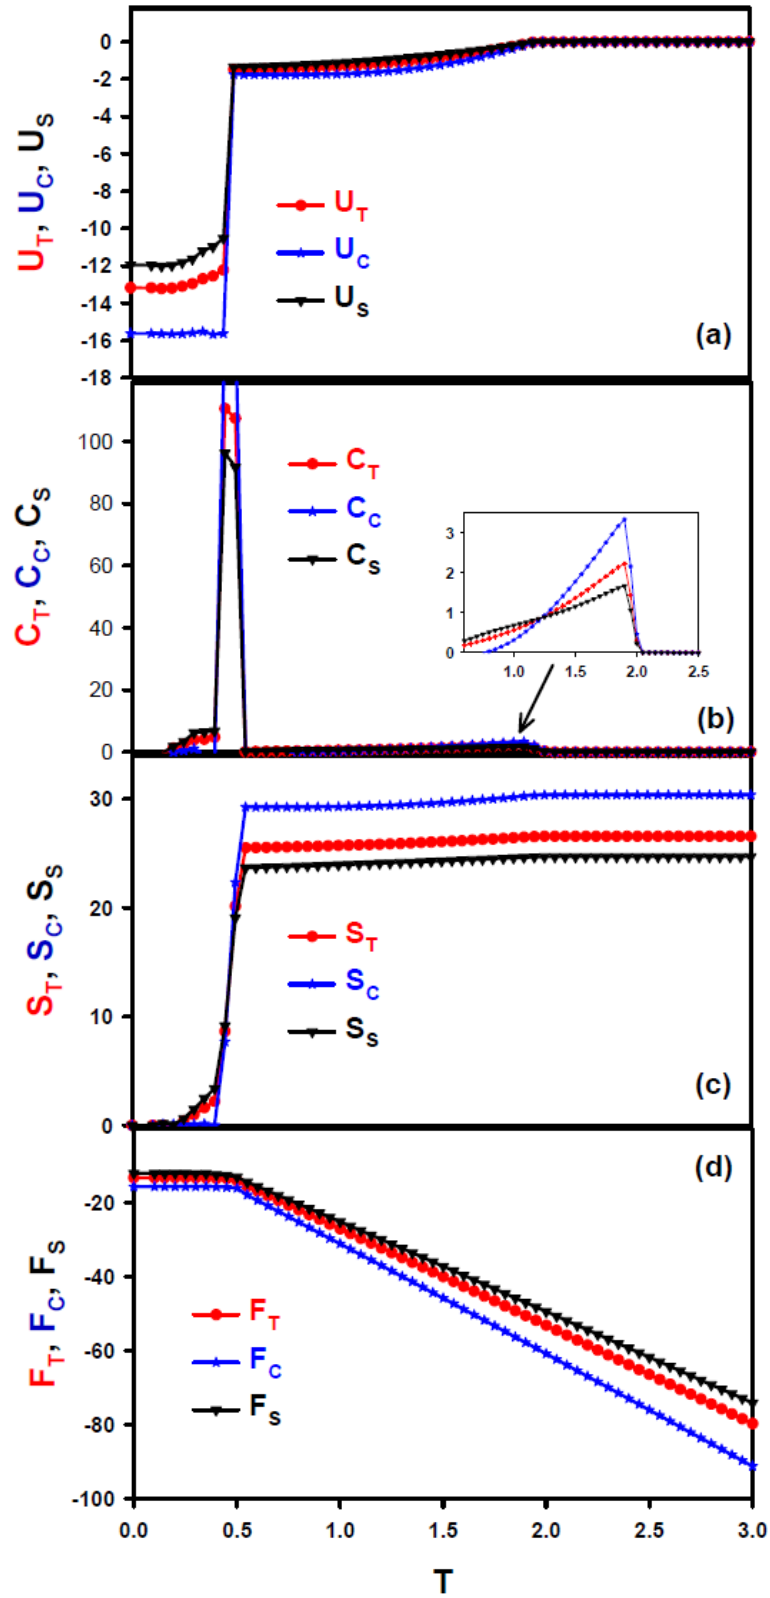 U_T, U_C, U_S
0
-2
-4
-6
-8
-10
-12
-14
-16
-18
U_T
U_C
U_S
(a)
C_T, C_C, C_S
100
80
60
40
20
0
C_T
C_C
C_S
3
2
1
0
1.0 1.5 2.0 2.5
(b)
S_T, S_C, S_S
30
20
10
0
S_T
S_C
S_S
(c)
F_T, F_C, F_S
-20
-40
-60
-80
-100
(d)
F_T
F_C
F_S
0.0 0.5 1.0 1.5 2.0 2.5 3.0
T